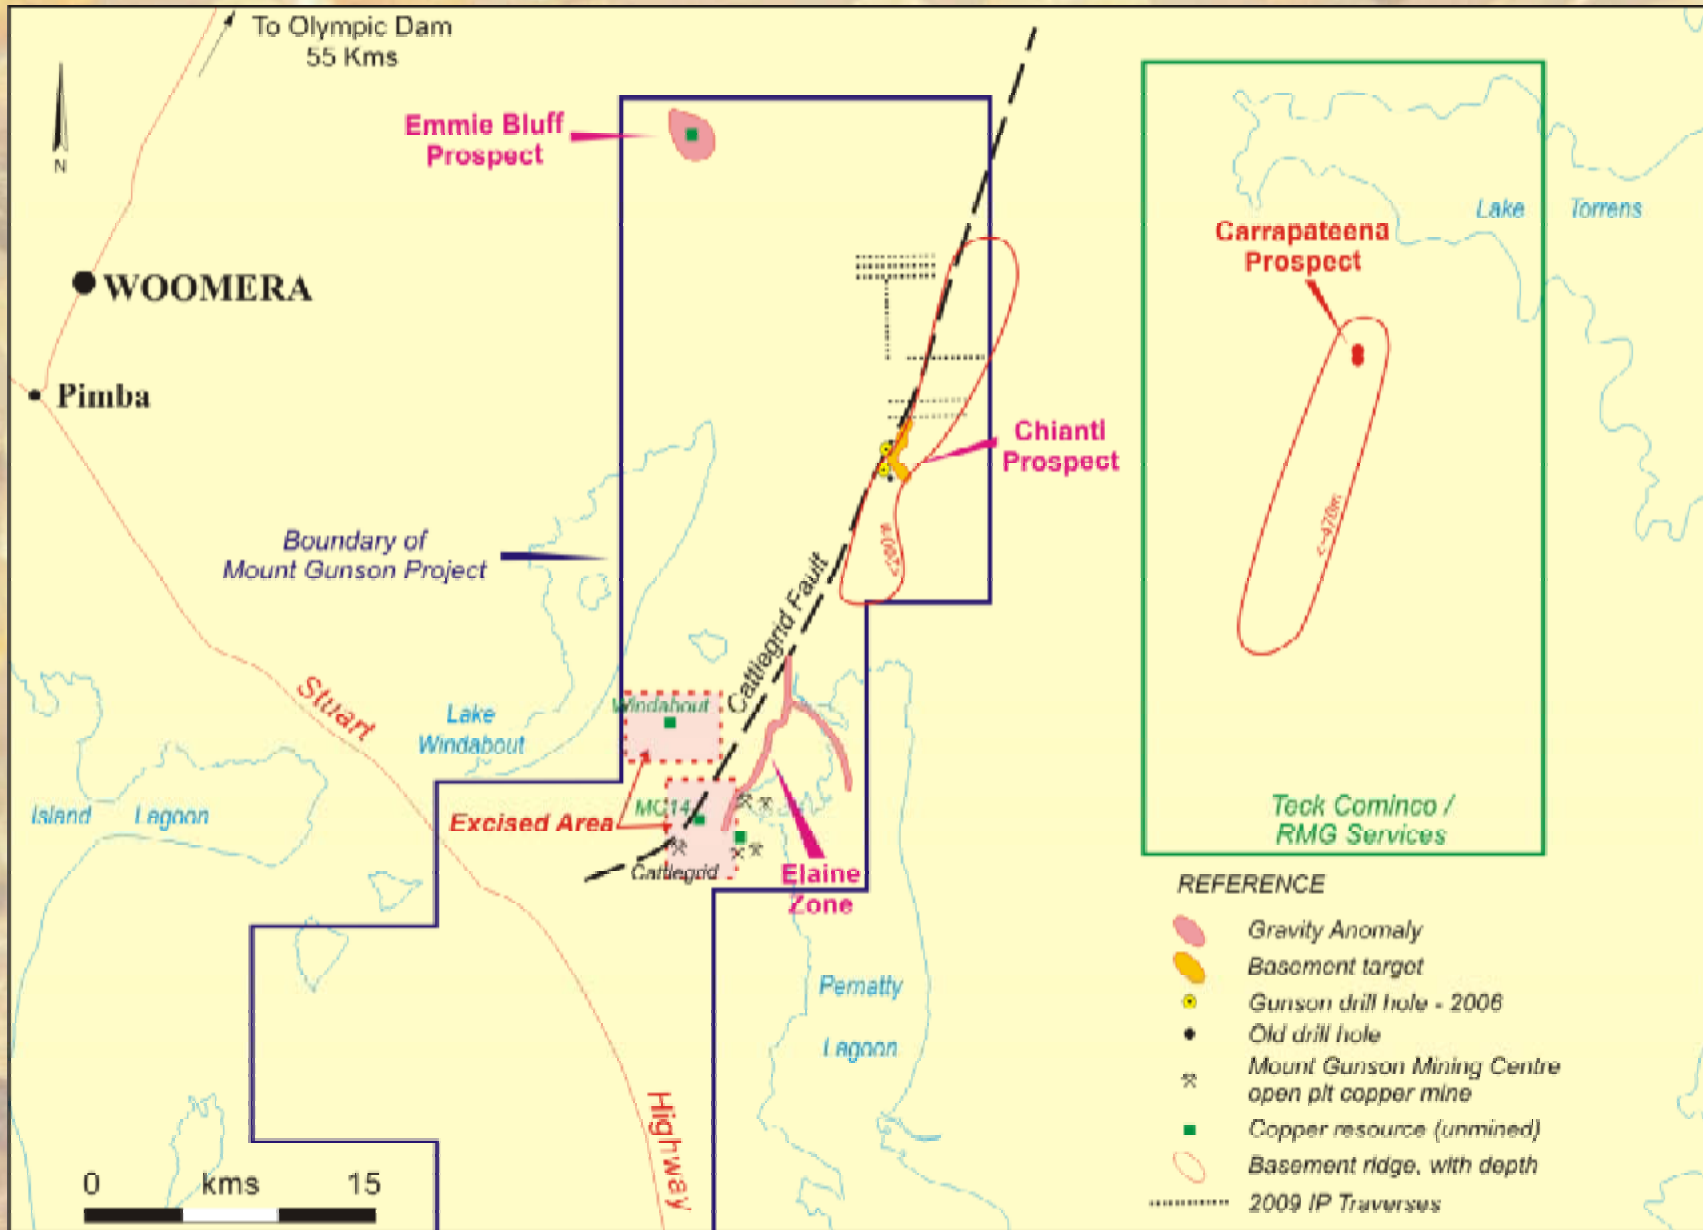 To Olympic Dam
55 Kms
N
Emmie Bluff
Prospect
WOOMERA
Pimba
Lake
Torrens
Carrapateena
Prospect
Chianti
Prospect
Boundary of
Mount Gunson Project
Cattlegrid Fault
<~470m
Stuart
Windabout
Lake
Windabout
Island
Lagoon
MG14
Excised Area
Cattlegrid
Elaine
Zone
Teck Cominco /
RMG Services
Pernatty
Lagoon
Highway
REFERENCE
Gravity Anomaly
Basement target
Gunson drill hole - 2006
Old drill hole
Mount Gunson Mining Centre
open pit copper mine
Copper resource (unmined)
Basement ridge, with depth
2009 IP Traverses
0
kms
15